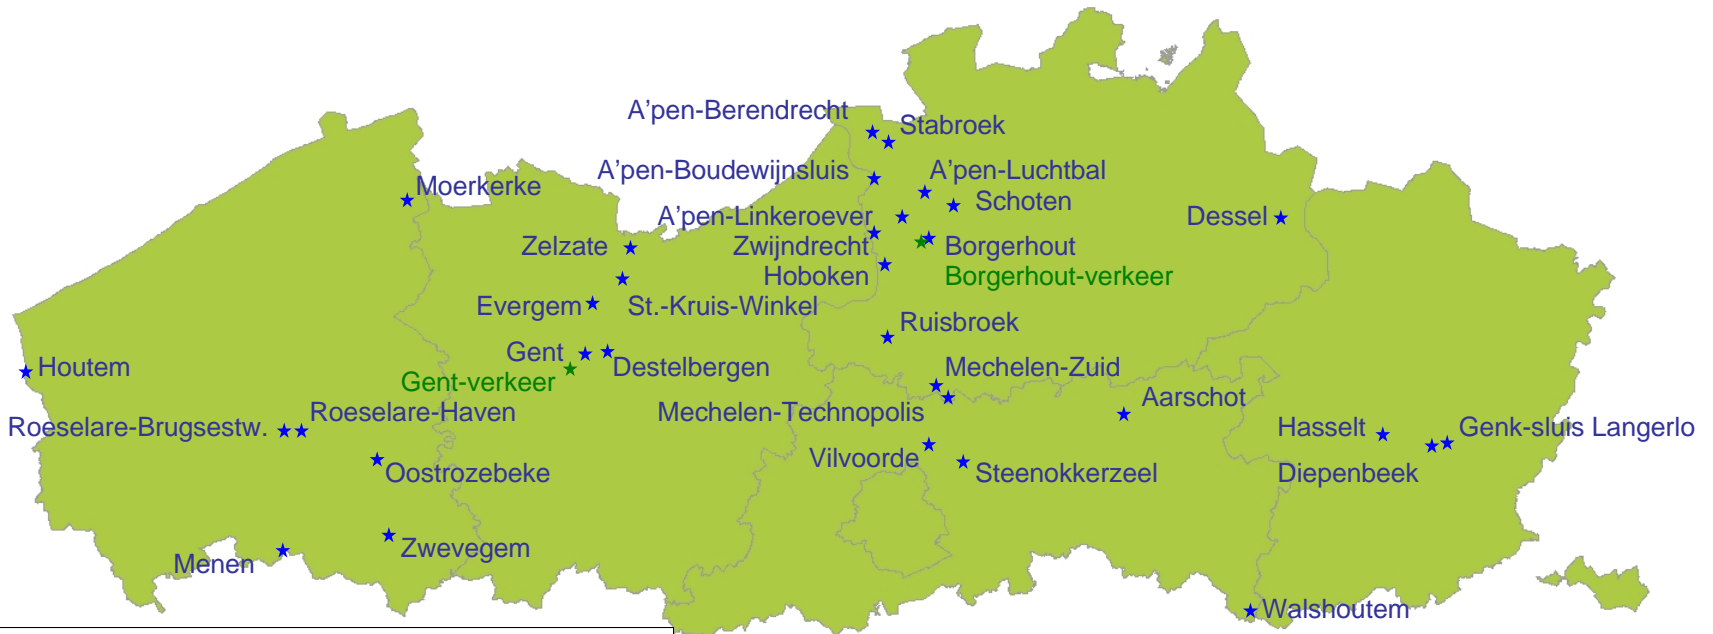 A'pen-Berendrecht
Stabroek
A'pen-Boudewijnsluis
A'pen-Luchtbal
Moerkerke
Schoten
A'pen-Linkeroever
Dessel
Zelzate
Zwijndrecht
Borgerhout
Hoboken
Borgerhout-verkeer
Evergem
St.-Kruis-Winkel
Ruisbroek
Gent
Houtem
Destelbergen
Mechelen-Zuid
Gent-verkeer
Aarschot
Roeselare-Haven
Mechelen-Technopolis
Roeselare-Brugsestw.
Hasselt
Genk-sluis Langerlo
Vilvoorde
Oostrozebeke
Steenokkerzeel
Diepenbeek
Zwevegem
Menen
Walshoutem